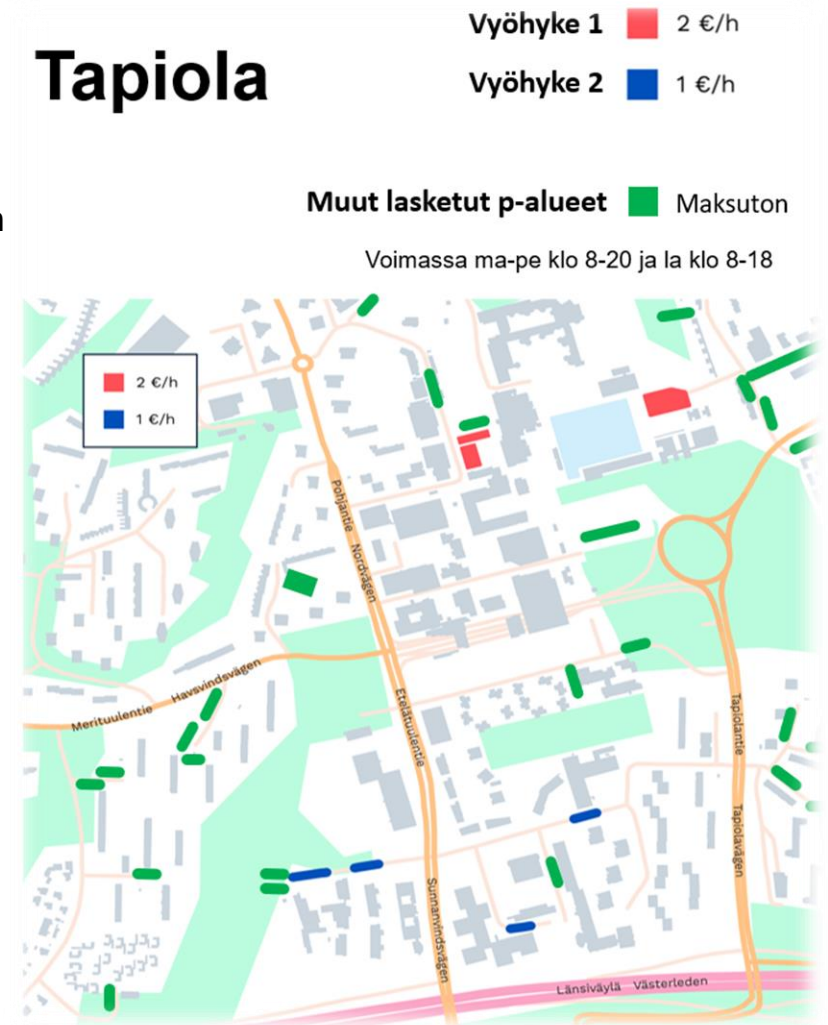 Tapiola
Vyöhyke 1 2 €/h
Vyöhyke 2 1 €/h
n
Muut lasketut p-alueet Maksuton
Voimassa ma-pe klo 8-20 ja la klo 8-18
2 €/h
1 €/h
Pohjantie Nordvägen
Merituulentie Havsvindsvägen
Etelätuulentie
Sunnanvindsvägen
Tapiolantie
Tapiolavägen
Länsiväylä Västerleden